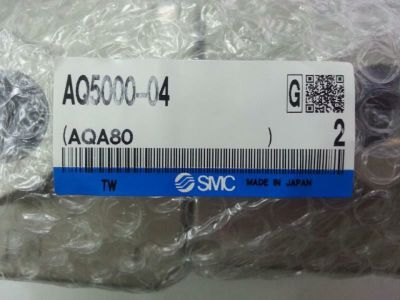 AQ5000-04 G
(AQA80 ) 2
TW SMC MADE IN JAPAN